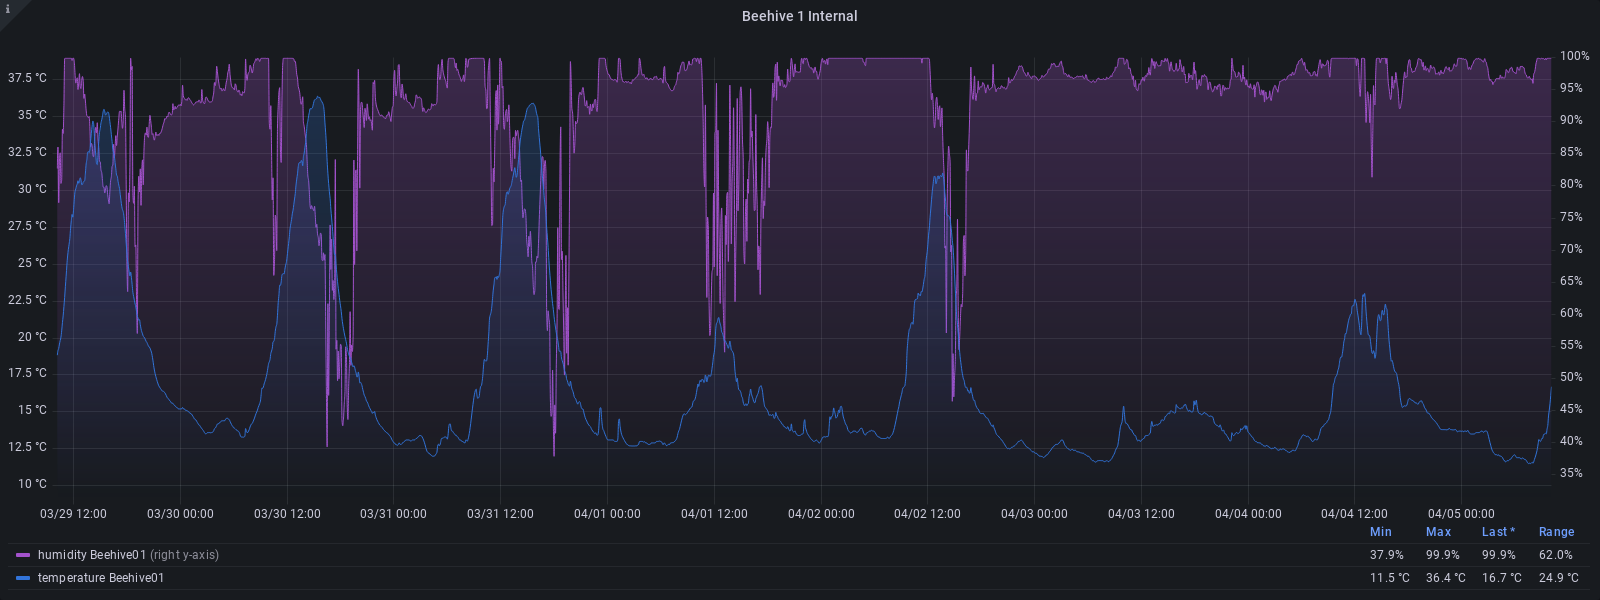 i
Beehive 1 Internal
37.5 °C
35 °C
32.5 °C
30 °C
27.5 °C
25 °C
22.5 °C
20 °C
17.5 °C
15 °C
12.5 °C
10 °C
100%
95%
90%
85%
80%
75%
70%
65%
60%
55%
50%
45%
40%
35%
03/29 12:00 03/30 00:00 03/30 12:00 03/31 00:00 03/31 12:00 04/01 00:00 04/01 12:00 04/02 00:00 04/02 12:00 04/03 00:00 04/03 12:00 04/04 00:00 04/04 12:00 04/05 00:00
Min Max Last * Range
humidity Beehive01 (right y-axis) 37.9% 99.9% 99.9% 62.0%
temperature Beehive01 11.5 °C 36.4 °C 16.7 °C 24.9 °C